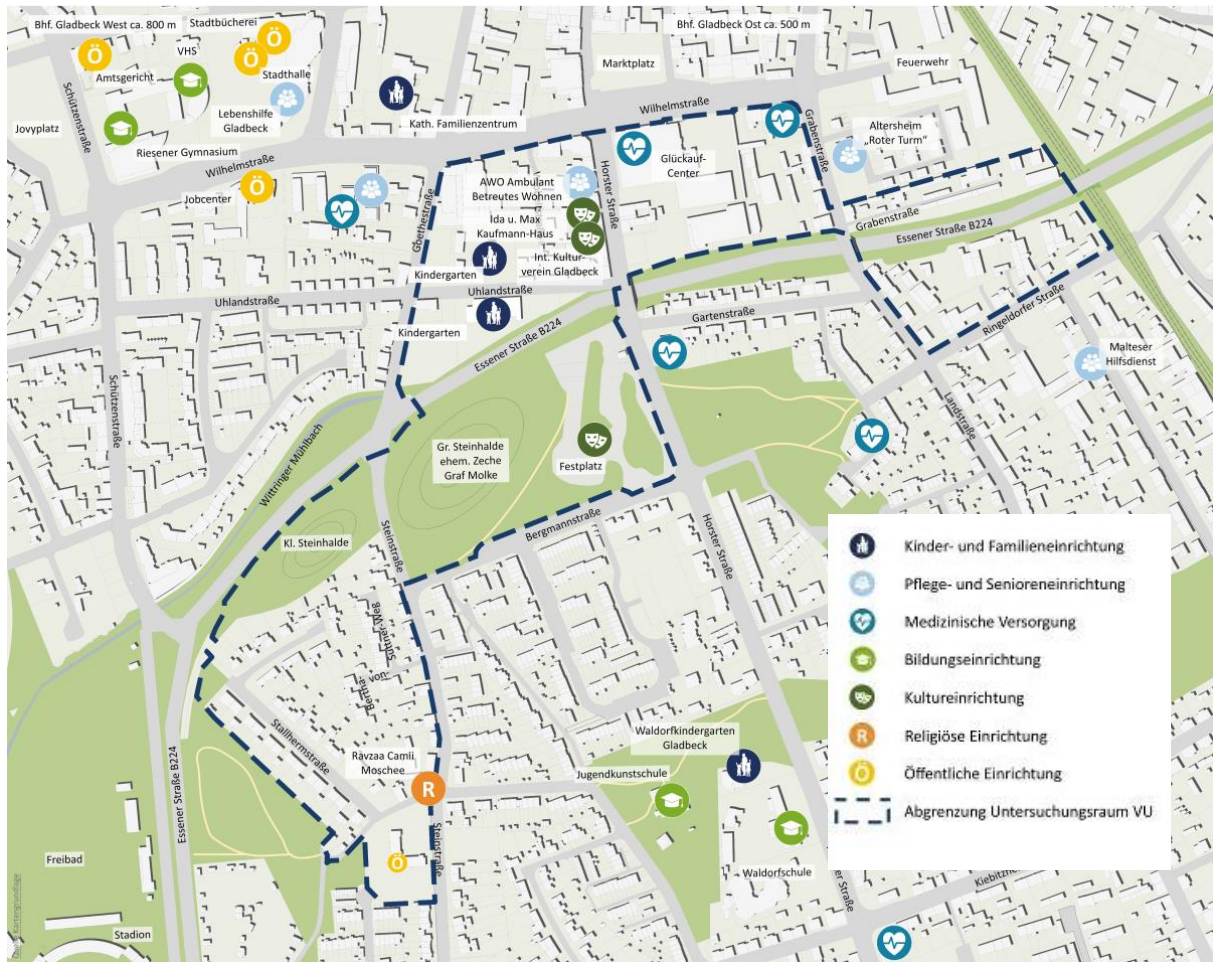 Bhf. Gladbeck West ca. 800 m
Stadtbücherei
Bhf. Gladbeck Ost ca. 500 m
Ö
Ö
Ö
VHS
Marktplatz
Feuerwehr
Amtsgericht
Stadthalle
Schützenstraße
Jovyplatz
Lebenshilfe
Gladbeck
Kath. Familienzentrum
Wilhelmstraße
Grabenstraße
Altersheim
„Roter Turm“
Riesener Gymnasium
Wilhelmstraße
Glückauf-
Center
Ö
Jobcenter
Goethestraße
AWO Ambulant
Betreutes Wohnen
Horster Straße
Ida u. Max
Kaufmann-Haus
Grabenstraße
Essener Straße B224
Int. Kultur-
verein Gladbeck
Kindergarten
Uhlandstraße
Uhlandstraße
Kindergarten
Essener Straße B224
Gartenstraße
Ringeldorfer Straße
Malteser
Hilfsdienst
Schützenstraße
Landstraße
Wittringer Mühlbach
Gr. Steinhalde
ehem. Zeche
Graf Molke
Festplatz
Kl. Steinhalde
Steinstraße
Bergmannstraße
Horster Straße
Bertha-von-
Suttner-Weg
Stallhermstraße
Ravzaa Camii
Moschee
R
Waldorfkindergarten
Gladbeck
Jugendkunstschule
Essener Straße B224
Steinstraße
Ö
Freibad
Waldorfschule
Stadion
Kinder- und Familieneinrichtung
Pflege- und Senioreneinrichtung
Medizinische Versorgung
Bildungseinrichtung
Kultureinrichtung
R Religiöse Einrichtung
Ö Öffentliche Einrichtung
Abgrenzung Untersuchungsraum VU